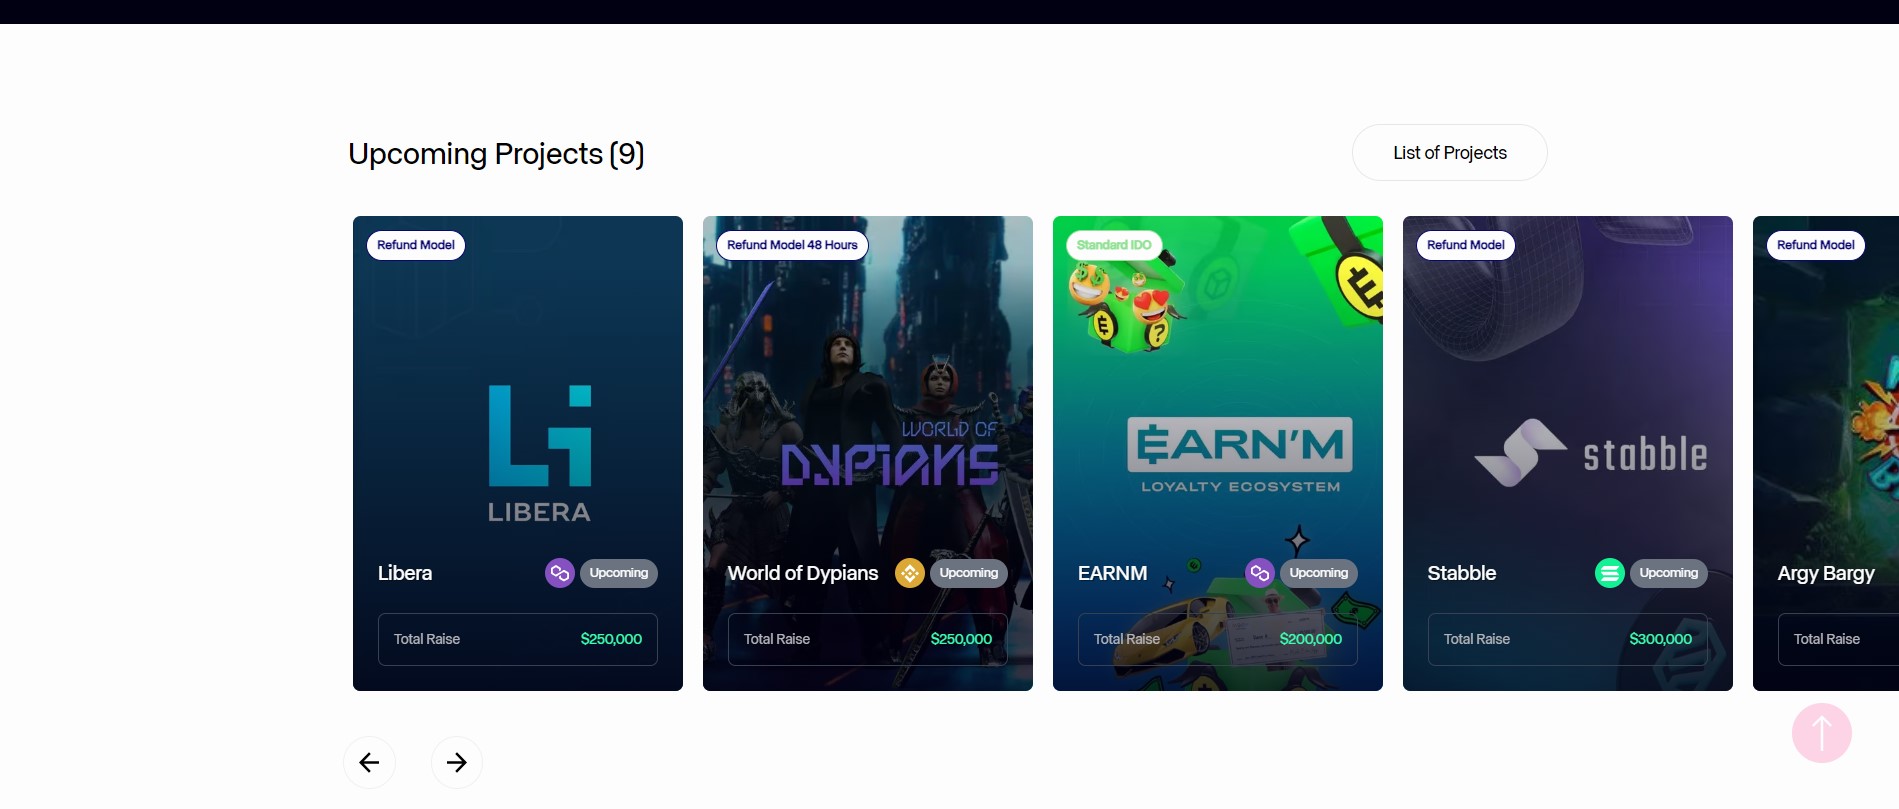 Upcoming Projects (9)
List of Projects
Refund Model
LIBERA
Libera
Upcoming
Total Raise
$250,000
Refund Model 48 Hours
WORLD OF
DYPIANS
World of Dypians
Upcoming
Total Raise
$250,000
Standard IDO
EARN'M
LOYALTY ECOSYSTEM
EARNM
Upcoming
Total Raise
$200,000
Refund Model
stabble
Stabble
Upcoming
Total Raise
$300,000
Refund Model
Argy Bargy
Total Raise